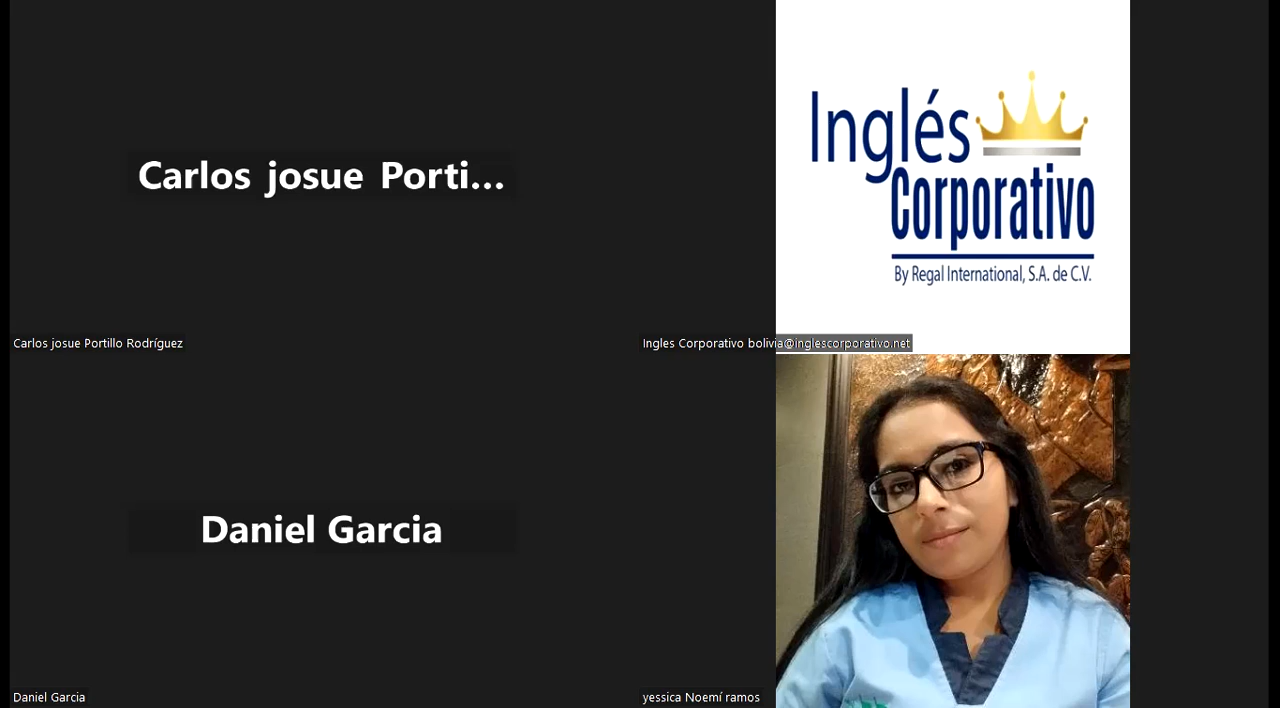 Carlos josue Porti...
Carlos josue Portillo Rodríguez
Inglés
Corporativo
By Regal International, S.A. de C.V.
Ingles Corporativo bolivia@inglescorporativo.net
Daniel Garcia
Daniel Garcia
yessica Noemí ramos